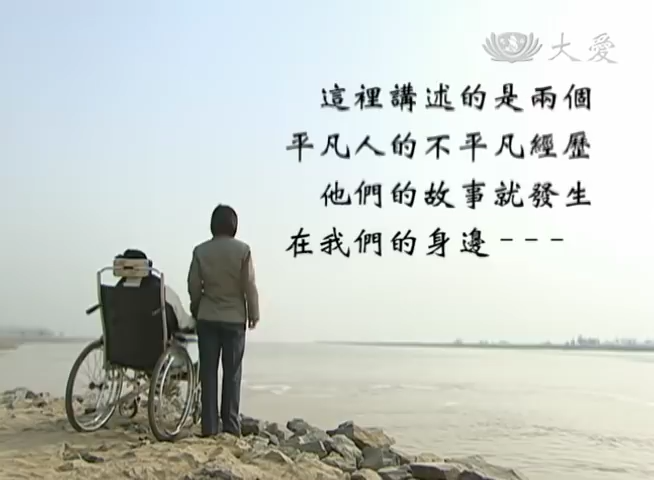 大愛
這裡講述的是兩個
平凡人的不平凡經歷
他們的故事就發生
在我們的身邊---